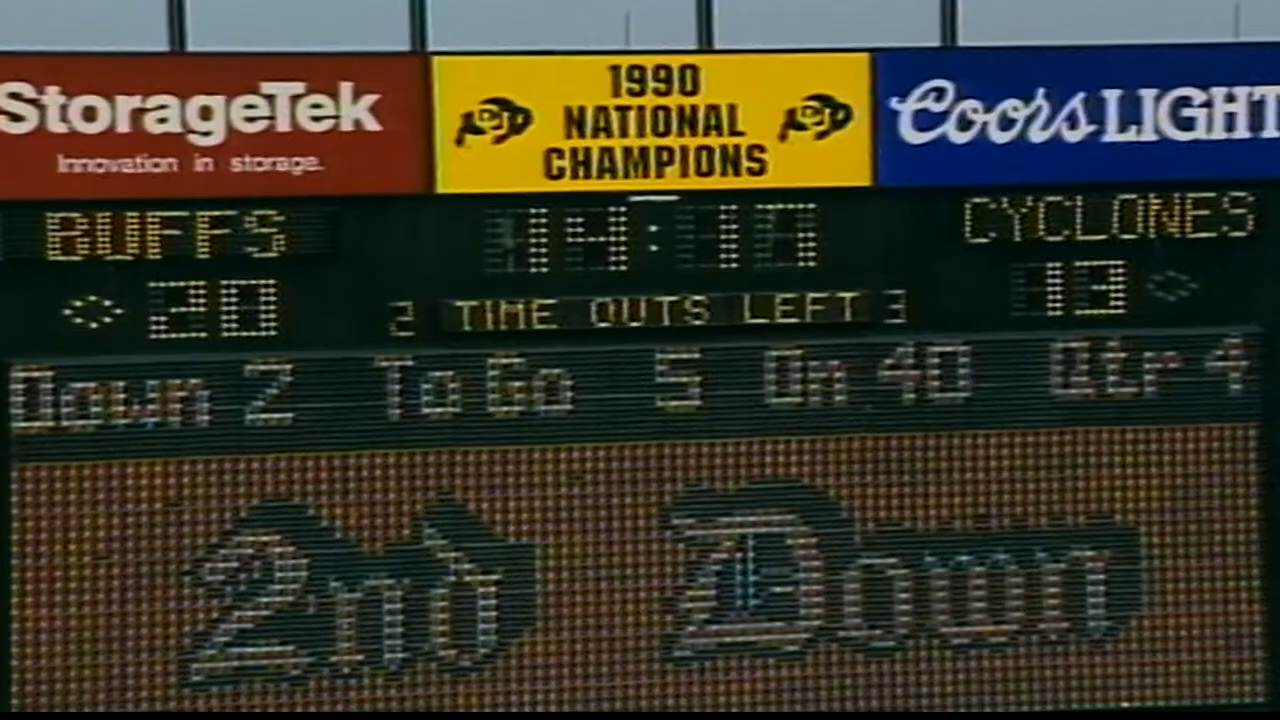 StorageTek
Innovation in storage.
1990
NATIONAL
CHAMPIONS
Coors LIGHT
BUFFS
14:17
CYCLONES
20
2 TIME OUTS LEFT 3
13
Down 2 To Go 5 On 40 Qtr 4
2nd Down